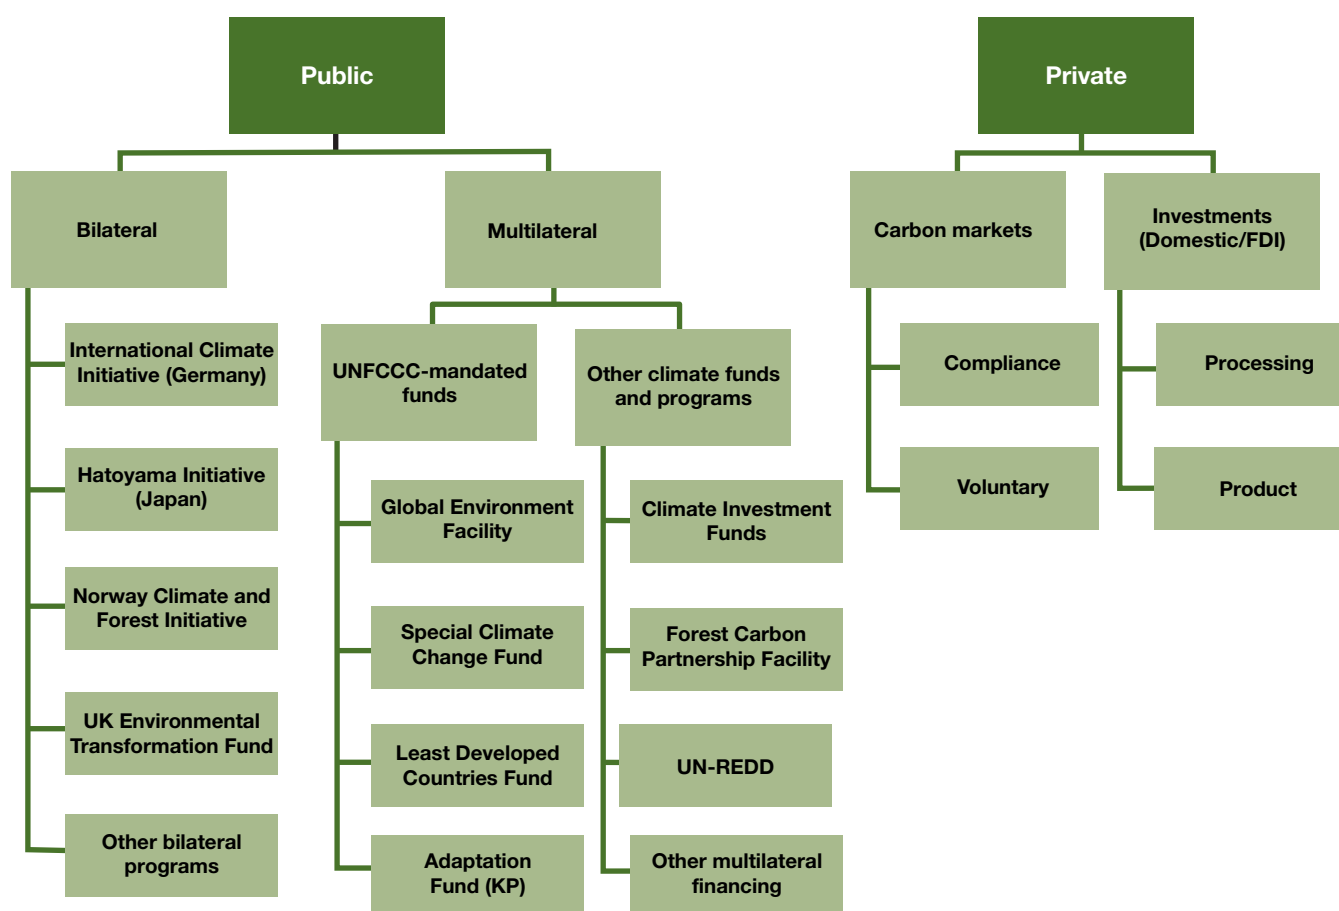 Public
Private
Bilateral
Multilateral
Carbon markets
Investments
(Domestic/FDI)
International Climate
Initiative (Germany)
Hatoyama Initiative
(Japan)
Norway Climate and
Forest Initiative
UK Environmental
Transformation Fund
Other bilateral
programs
UNFCCC-mandated
funds
Global Environment
Facility
Special Climate
Change Fund
Least Developed
Countries Fund
Adaptation
Fund (KP)
Other climate funds
and programs
Climate Investment
Funds
Forest Carbon
Partnership Facility
UN-REDD
Other multilateral
financing
Compliance
Voluntary
Processing
Product